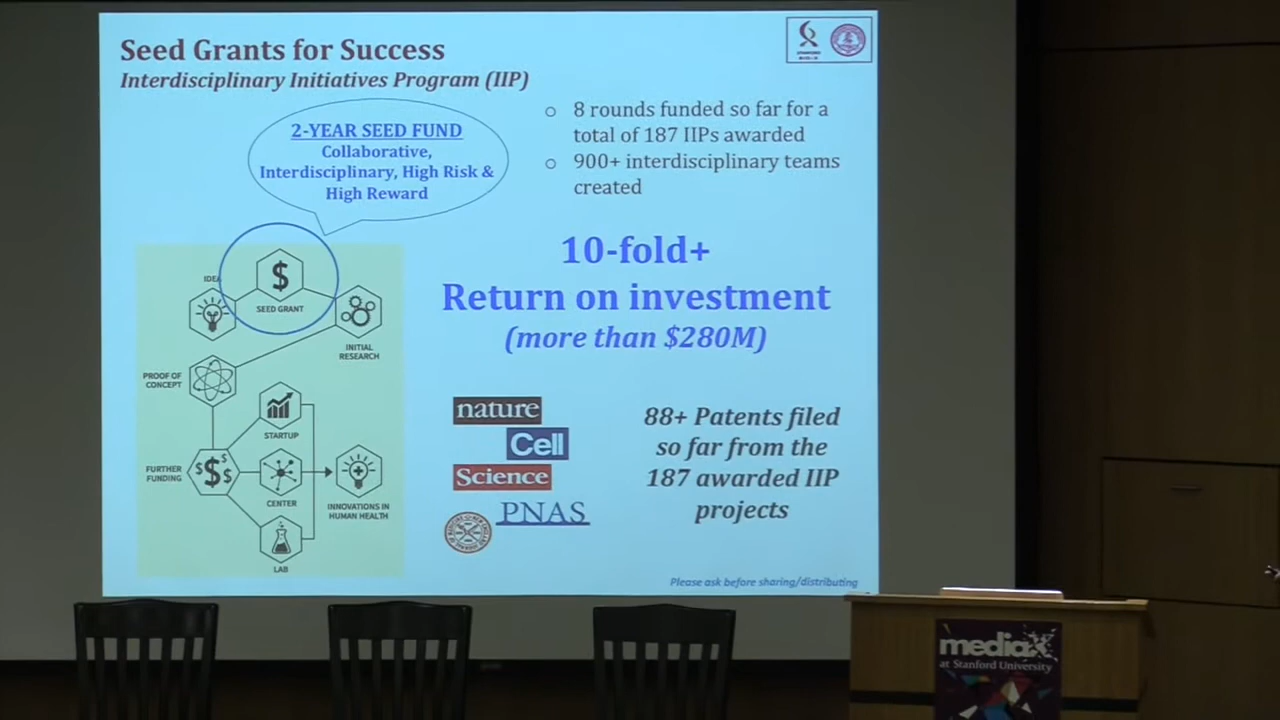 Seed Grants for Success
Interdisciplinary Initiatives Program (IIP)
2-YEAR SEED FUND
Collaborative,
Interdisciplinary, High Risk &
High Reward
o 8 rounds funded so far for a
total of 187 IIPs awarded
o 900+ interdisciplinary teams
created
10-fold+
Return on investment
(more than $280M)
IDEA
$
SEED GRANT
INITIAL
RESEARCH
PROOF OF
CONCEPT
STARTUP
FURTHER
FUNDING
$$$$
CENTER
INNOVATIONS IN
HUMAN HEALTH
LAB
nature
Cell
Science
PNAS
88+ Patents filed
so far from the
187 awarded IIP
projects
Please ask before sharing/distributing
mediaX
at Stanford University